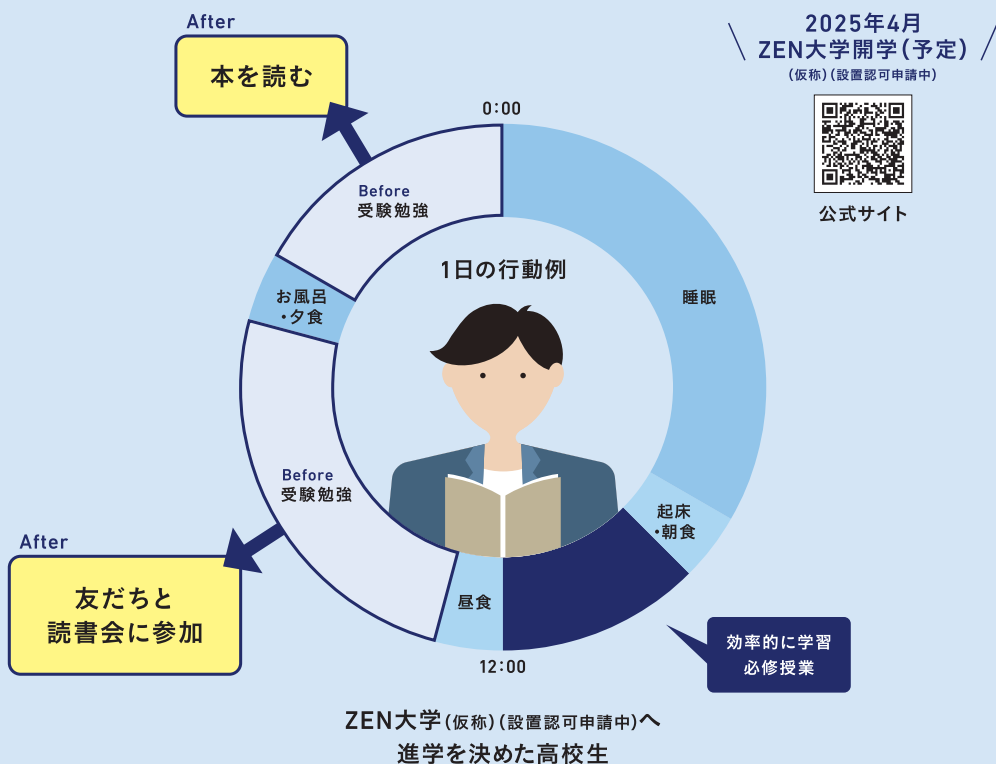 After
本を読む
2025年4月
ZEN大学開学(予定)
(仮称)(設置認可申請中)
公式サイト
0:00
Before
受験勉強
1日の行動例
お風呂
・夕食
睡眠
Before
受験勉強
起床
・朝食
After
友だちと
読書会に参加
昼食
12:00
効率的に学習
必修授業
ZEN大学(仮称)(設置認可申請中)へ
進学を決めた高校生